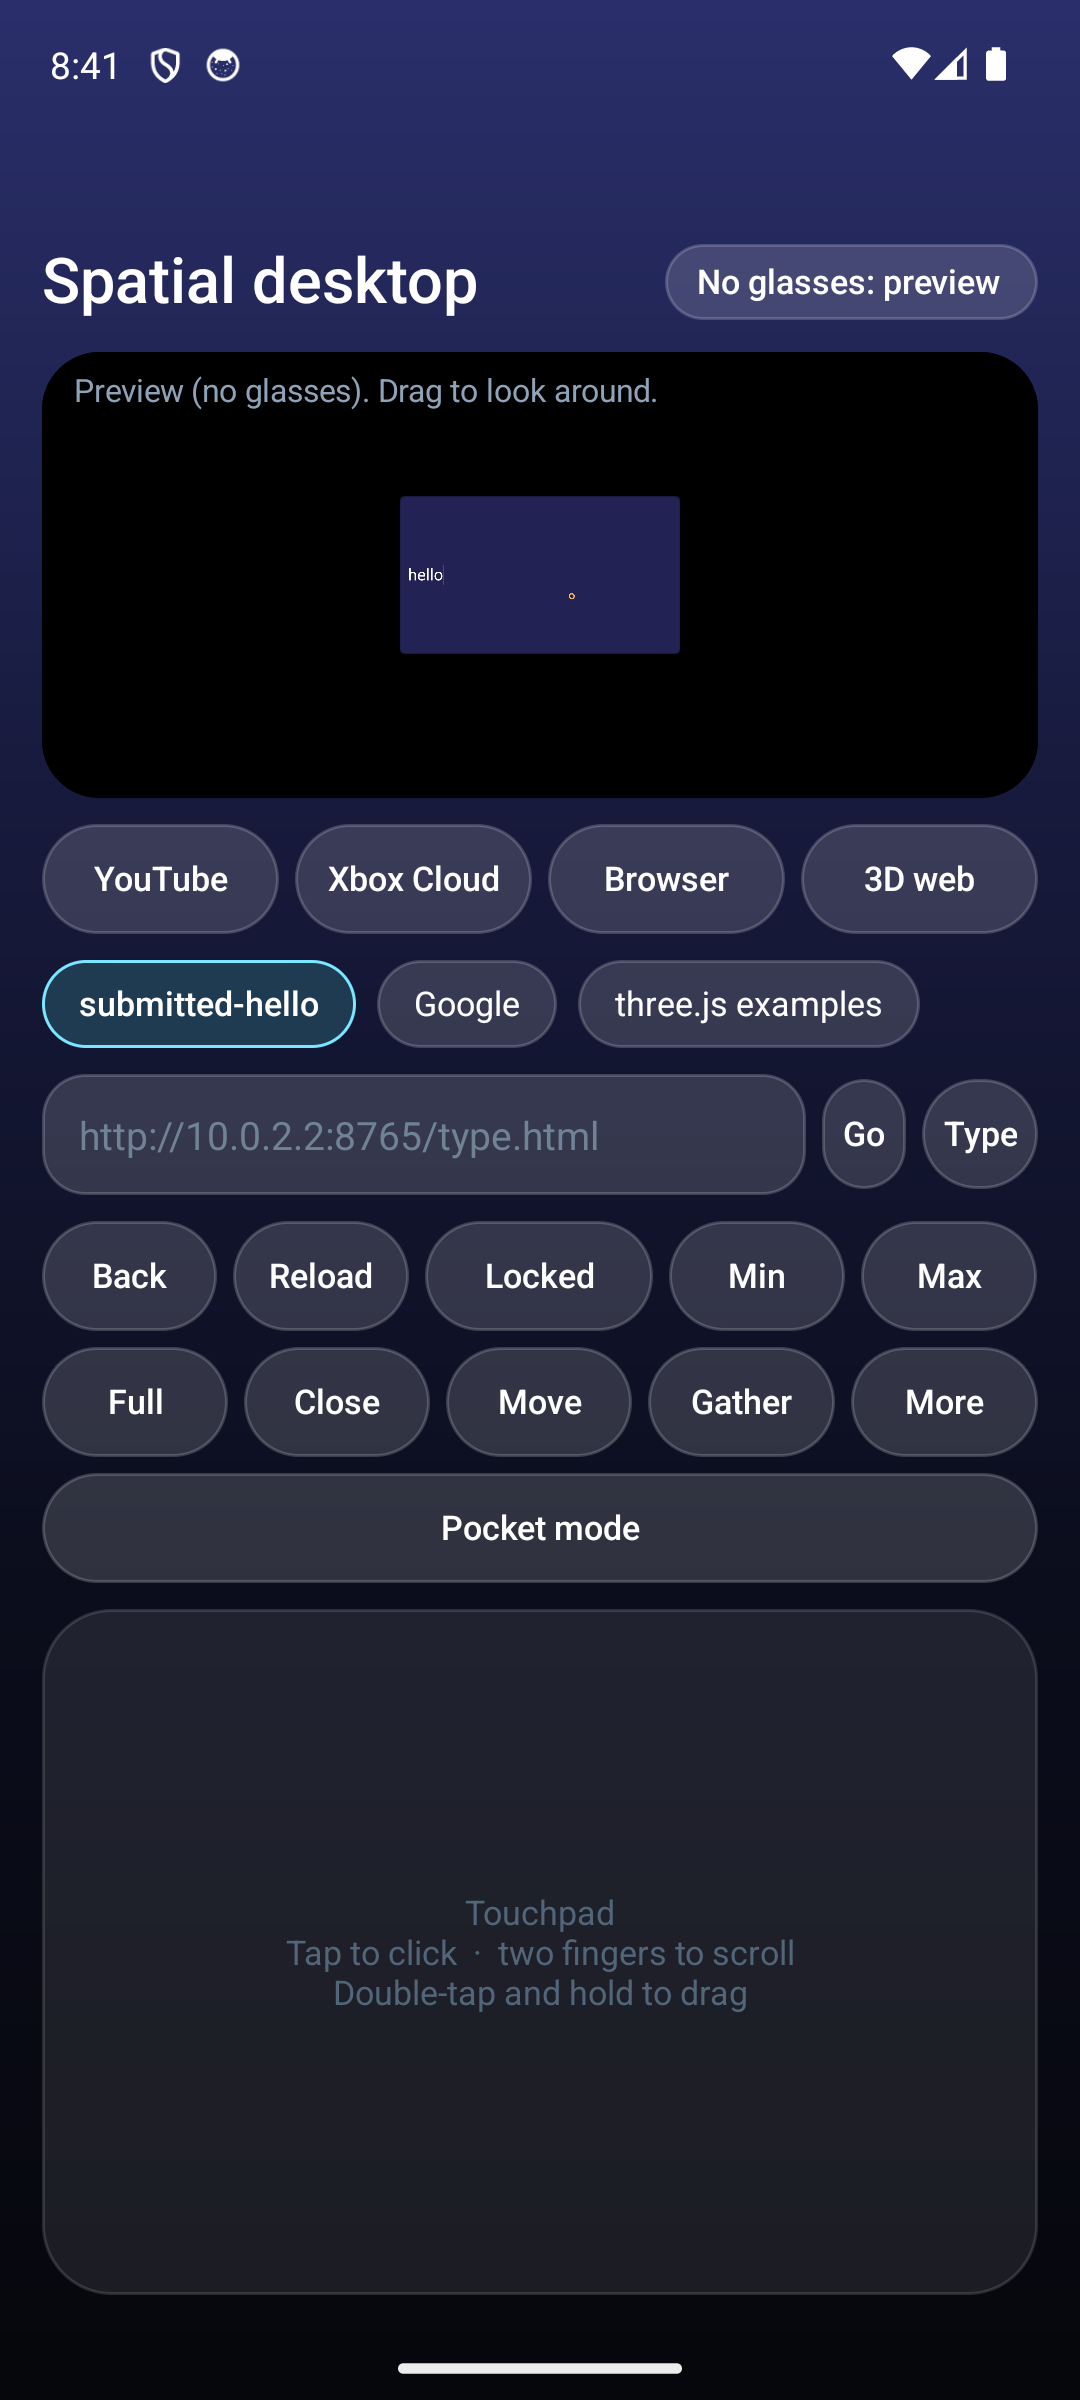 8:41
Spatial desktop
No glasses: preview
Preview (no glasses). Drag to look around.
hello
YouTube
Xbox Cloud
Browser
3D web
submitted-hello
Google
three.js examples
http://10.0.2.2:8765/type.html
Go
Type
Back
Reload
Locked
Min
Max
Full
Close
Move
Gather
More
Pocket mode
Touchpad
Tap to click · two fingers to scroll
Double-tap and hold to drag